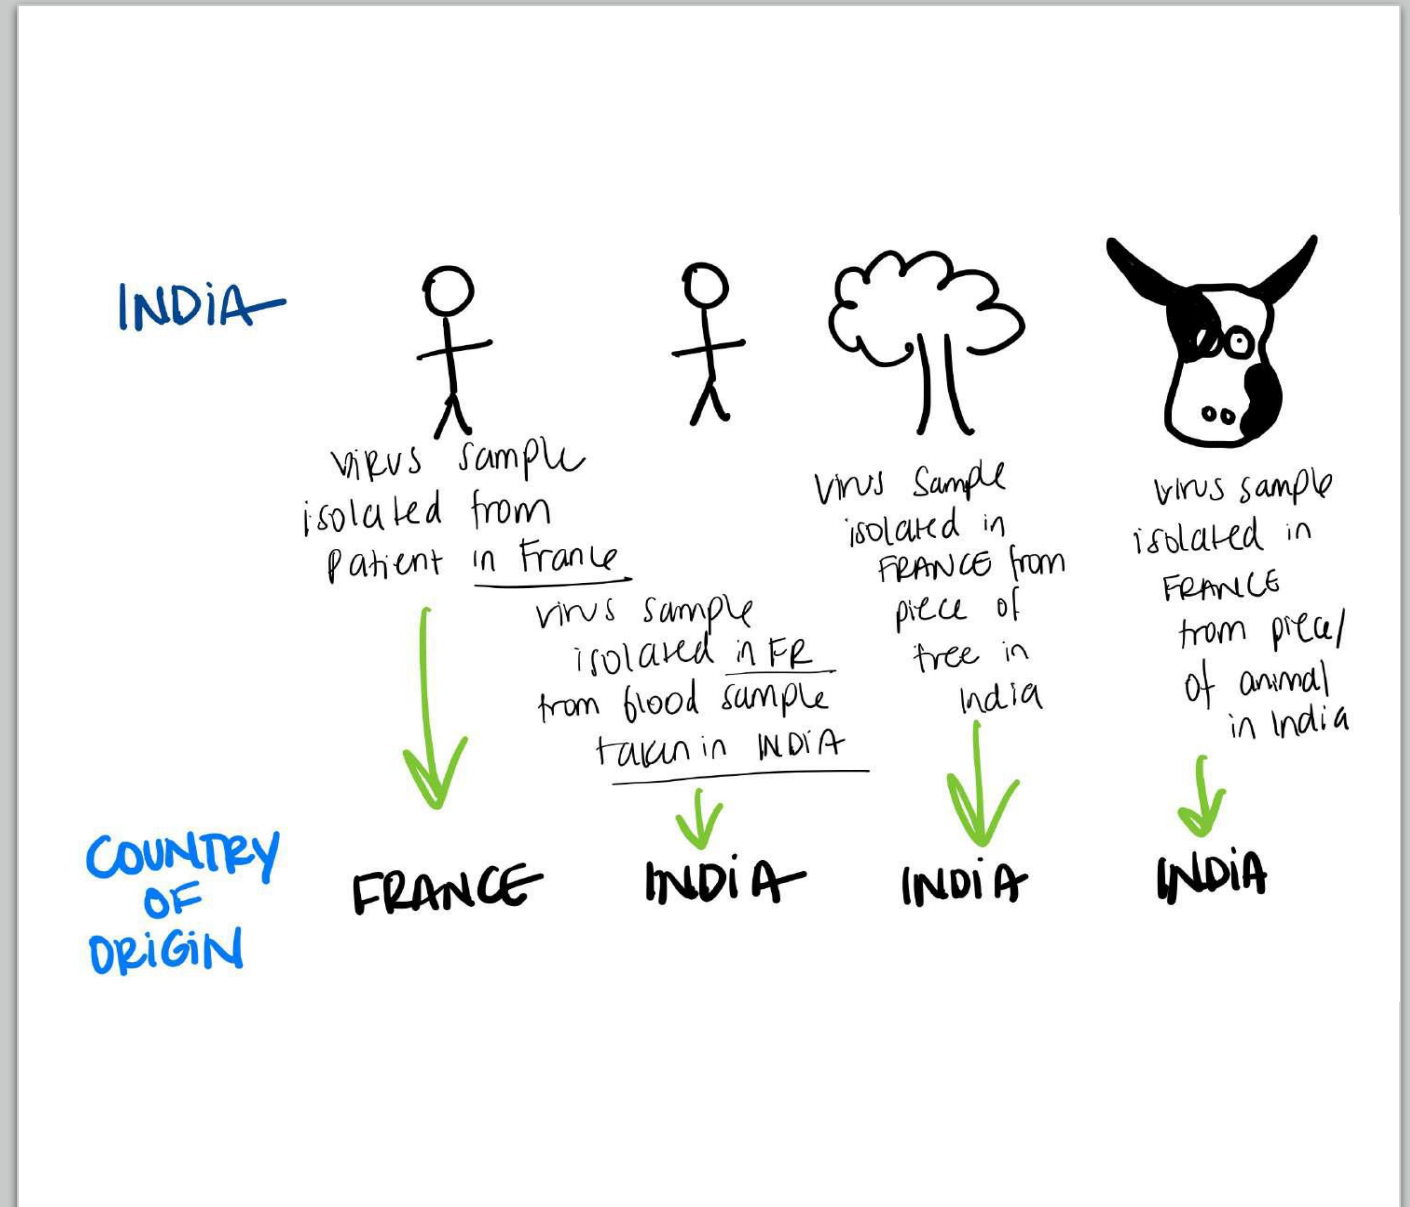 INDiA
ViRUS sample
isolated from
Patient in France
virus sample
isolated in FR
from blood sample
taken in INDiA
Virus Sample
isolated in
FRANCE from
piece of
tree in
India
virus sample
isolated in
FRANCE
from piece/
of animal
in India
COUNTRY
OF
ORiGiN
FRANCE
INDiA
INDiA
INDiA